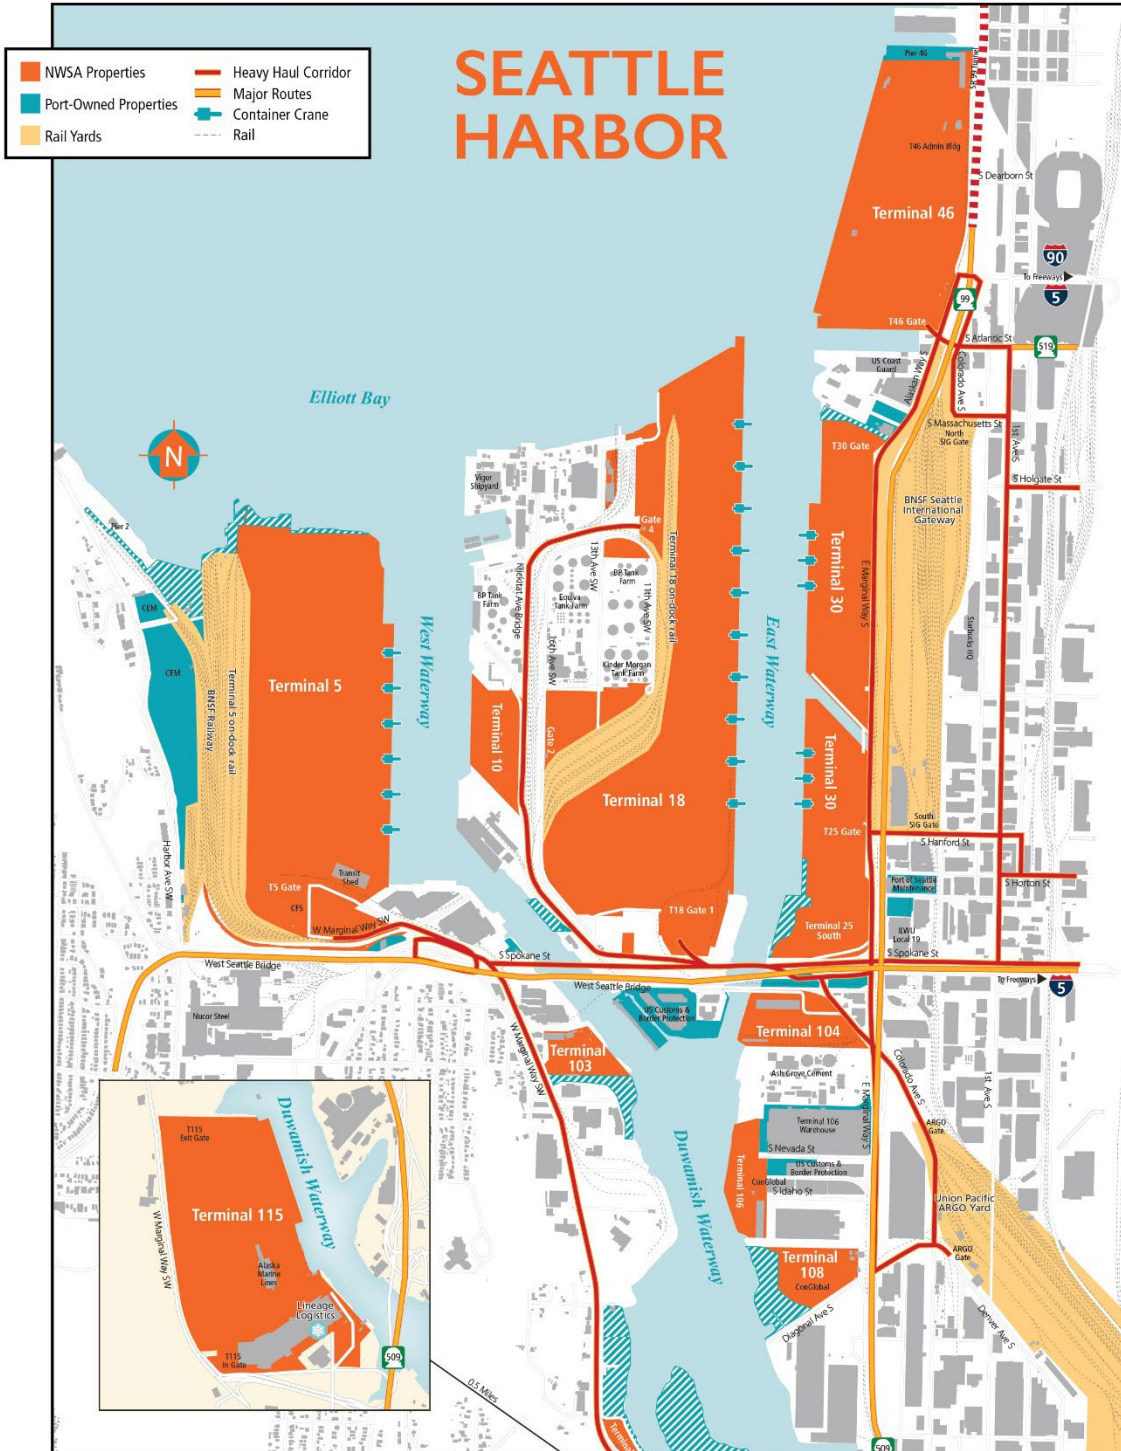 SEATTLE
HARBOR
NWSA Properties
Port-Owned Properties
Rail Yards
Heavy Haul Corridor
Major Routes
Container Crane
Rail
Pier 46
SR 99 Tunnel
T46 Admin Bldg
S Dearborn St
Terminal 46
90
To Freeways
5
99
T46 Gate
S Atlantic St
519
US Coast
Guard
Alaskan Way S
Colorado Ave S
Elliott Bay
N
S Massachusetts St
North
SIG Gate
1st Ave S
T30 Gate
S Holgate St
BNSF Seattle
International
Gateway
Vigor
Shipyard
Pier 2
Gate
4
Terminal 18 on-dock rail
Terminal 30
E Marginal Way S
Klickitat Ave Bridge
13th Ave SW
BP Tank
Farm
11th Ave SW
BP Tank
Farm
Equiva
Tank Farm
16th Ave SW
Kinder Morgan
Tank Farm
CEM
CEM
BNSF Railway
Terminal 5 on-dock rail
Terminal 5
West Waterway
East Waterway
Starbucks HQ
Terminal 10
Gate 2
Terminal 18
Terminal 30
T25 Gate
South
SIG Gate
S Hanford St
Harbor Ave SW
Transit
Shed
T5 Gate
CFS
W Marginal Way SW
T18 Gate 1
Port of Seattle
Maintenance
S Horton St
Terminal 25
South
ILWU
Local 19
S Spokane St
S Spokane St
West Seattle Bridge
West Seattle Bridge
To Freeways
5
Nucor Steel
US Customs &
Border Protection
Terminal 104
Terminal
103
W Marginal Way SW
Ash Grove Cement
Colorado Ave S
1st Ave S
E Marginal Way S
ARGO
Gate
Terminal 106
Warehouse
S Nevada St
US Customs &
Border Protection
ConGlobal
S Idaho St
Terminal 106
Duwamish Waterway
Union Pacific
ARGO Yard
ARGO
Gate
Terminal
108
ConGlobal
Diagonal Ave S
Denver Ave S
Duwamish Waterway
T115
Exit Gate
Terminal 115
W Marginal Way SW
Alaska
Marine
Lines
Lineage
Logistics
T115
In Gate
509
0.5 Miles
Terminal
509